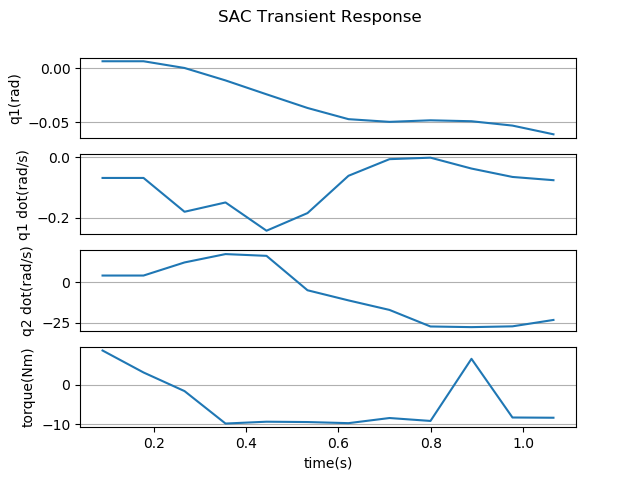 SAC Transient Response
q1(rad)
0.00
−0.05
q1 dot(rad/s)
0.0
−0.2
q2 dot(rad/s)
0
−25
torque(Nm)
0
−10
0.2 0.4 0.6 0.8 1.0
time(s)